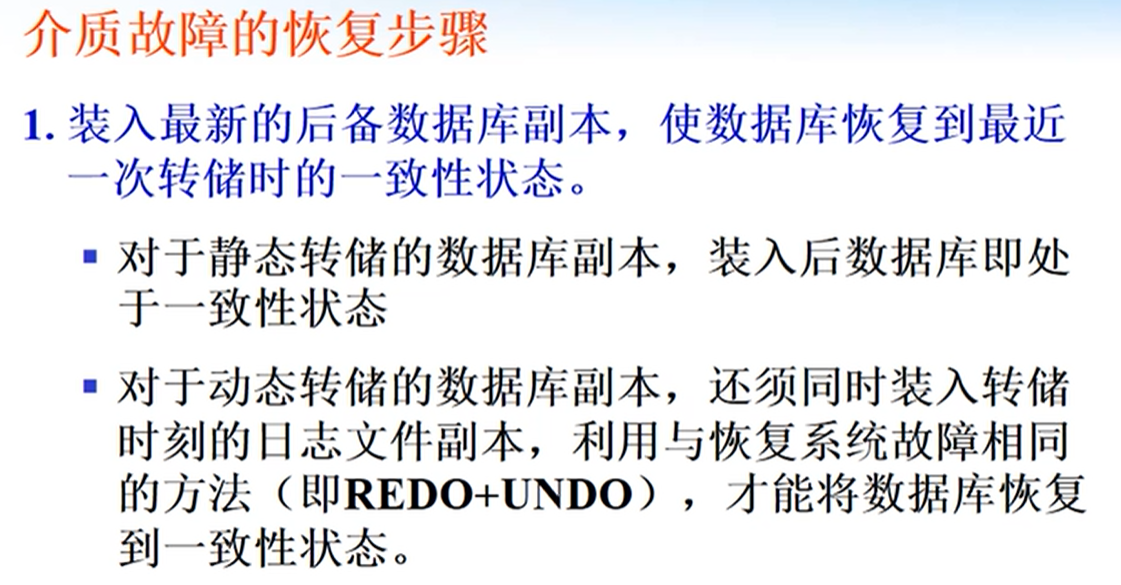 介质故障的恢复步骤
1. 装入最新的后备数据库副本，使数据库恢复到最近
一次转储时的一致性状态。
▪ 对于静态转储的数据库副本，装入后数据库即处
于一致性状态
▪ 对于动态转储的数据库副本，还须同时装入转储
时刻的日志文件副本，利用与恢复系统故障相同
的方法（即REDO+UNDO），才能将数据库恢复
到一致性状态。